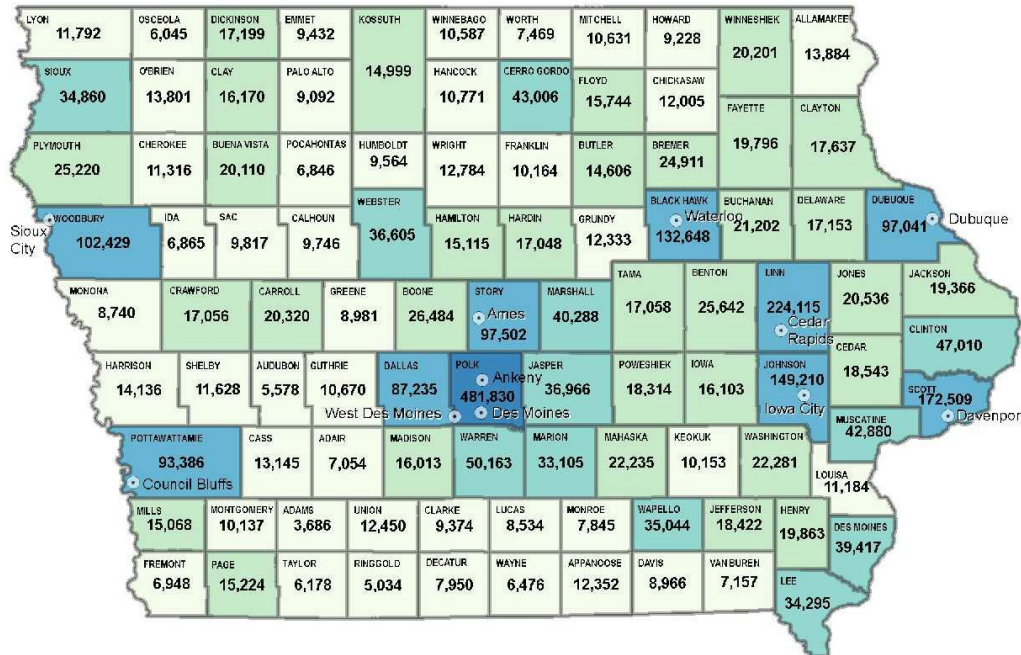 LYON
11,792
OSCEOLA
6,045
DICKINSON
17,199
EMMET
9,432
KOSSUTH
14,999
WINNEBAGO
10,587
WORTH
7,469
MITCHELL
10,631
HOWARD
9,228
WINNESHIEK
20,201
ALLAMAKEE
13,884
SIOUX
34,860
O'BRIEN
13,801
CLAY
16,170
PALO ALTO
9,092
HANCOCK
10,771
CERRO GORDO
43,006
FLOYD
15,744
CHICKASAW
12,005
FAYETTE
19,796
CLAYTON
17,637
PLYMOUTH
25,220
CHEROKEE
11,316
BUENA VISTA
20,110
POCAHONTAS
6,846
HUMBOLDT
9,564
WRIGHT
12,784
FRANKLIN
10,164
BUTLER
14,606
BREMER
24,911
WOODBURY
102,429
Sioux
City
IDA
6,865
SAC
9,817
CALHOUN
9,746
WEBSTER
36,605
HAMILTON
15,115
HARDIN
17,048
GRUNDY
12,333
BLACK HAWK
Waterloo
132,648
BUCHANAN
21,202
DELAWARE
17,153
DUBUQUE
97,041
Dubuque
MONONA
8,740
CRAWFORD
17,056
CARROLL
20,320
GREENE
8,981
BOONE
26,484
STORY
Ames
97,502
MARSHALL
40,288
TAMA
17,058
BENTON
25,642
LINN
224,115
Cedar
Rapids
JONES
20,536
JACKSON
19,366
CLINTON
47,010
HARRISON
14,136
SHELBY
11,628
AUDUBON
5,578
GUTHRIE
10,670
DALLAS
87,235
West Des Moines
POLK
Ankeny
481,830
Des Moines
JASPER
36,966
POWESHIEK
18,314
IOWA
16,103
JOHNSON
149,210
Iowa City
CEDAR
18,543
SCOTT
172,509
Davenpor
MUSCATINE
42,880
POTTAWATTAMIE
93,386
Council Bluffs
CASS
13,145
ADAIR
7,054
MADISON
16,013
WARREN
50,163
MARION
33,105
MAHASKA
22,235
KEOKUK
10,153
WASHINGTON
22,281
LOUISA
11,184
MILLS
15,068
MONTGOMERY
10,137
ADAMS
3,686
UNION
12,450
CLARKE
9,374
LUCAS
8,534
MONROE
7,845
WAPELLO
35,044
JEFFERSON
18,422
HENRY
19,863
DES MOINES
39,417
FREMONT
6,948
PAGE
15,224
TAYLOR
6,178
RINGGOLD
5,034
DECATUR
7,950
WAYNE
6,476
APPANOOSE
12,352
DAVIS
8,966
VAN BUREN
7,157
LEE
34,295